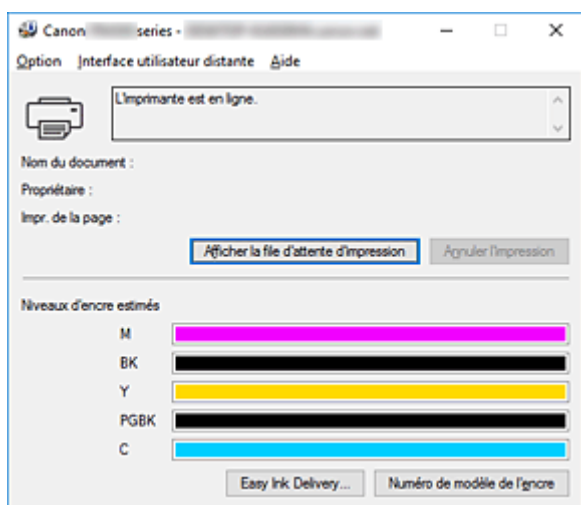 Canon series -
Option Interface utilisateur distante Aide
L'imprimante est en ligne.
Nom du document :
Propriétaire :
Impr. de la page :
Afficher la file d'attente d'impression Annuler l'impression
Niveaux d'encre estimés
M
BK
Y
PGBK
C
Easy Ink Delivery... Numéro de modèle de l'encre